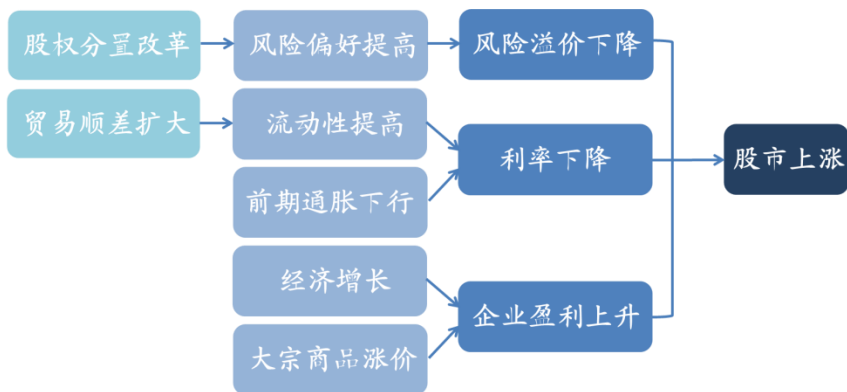 股权分置改革
风险偏好提高
风险溢价下降
贸易顺差扩大
流动性提高
利率下降
股市上涨
前期通胀下行
经济增长
企业盈利上升
大宗商品涨价